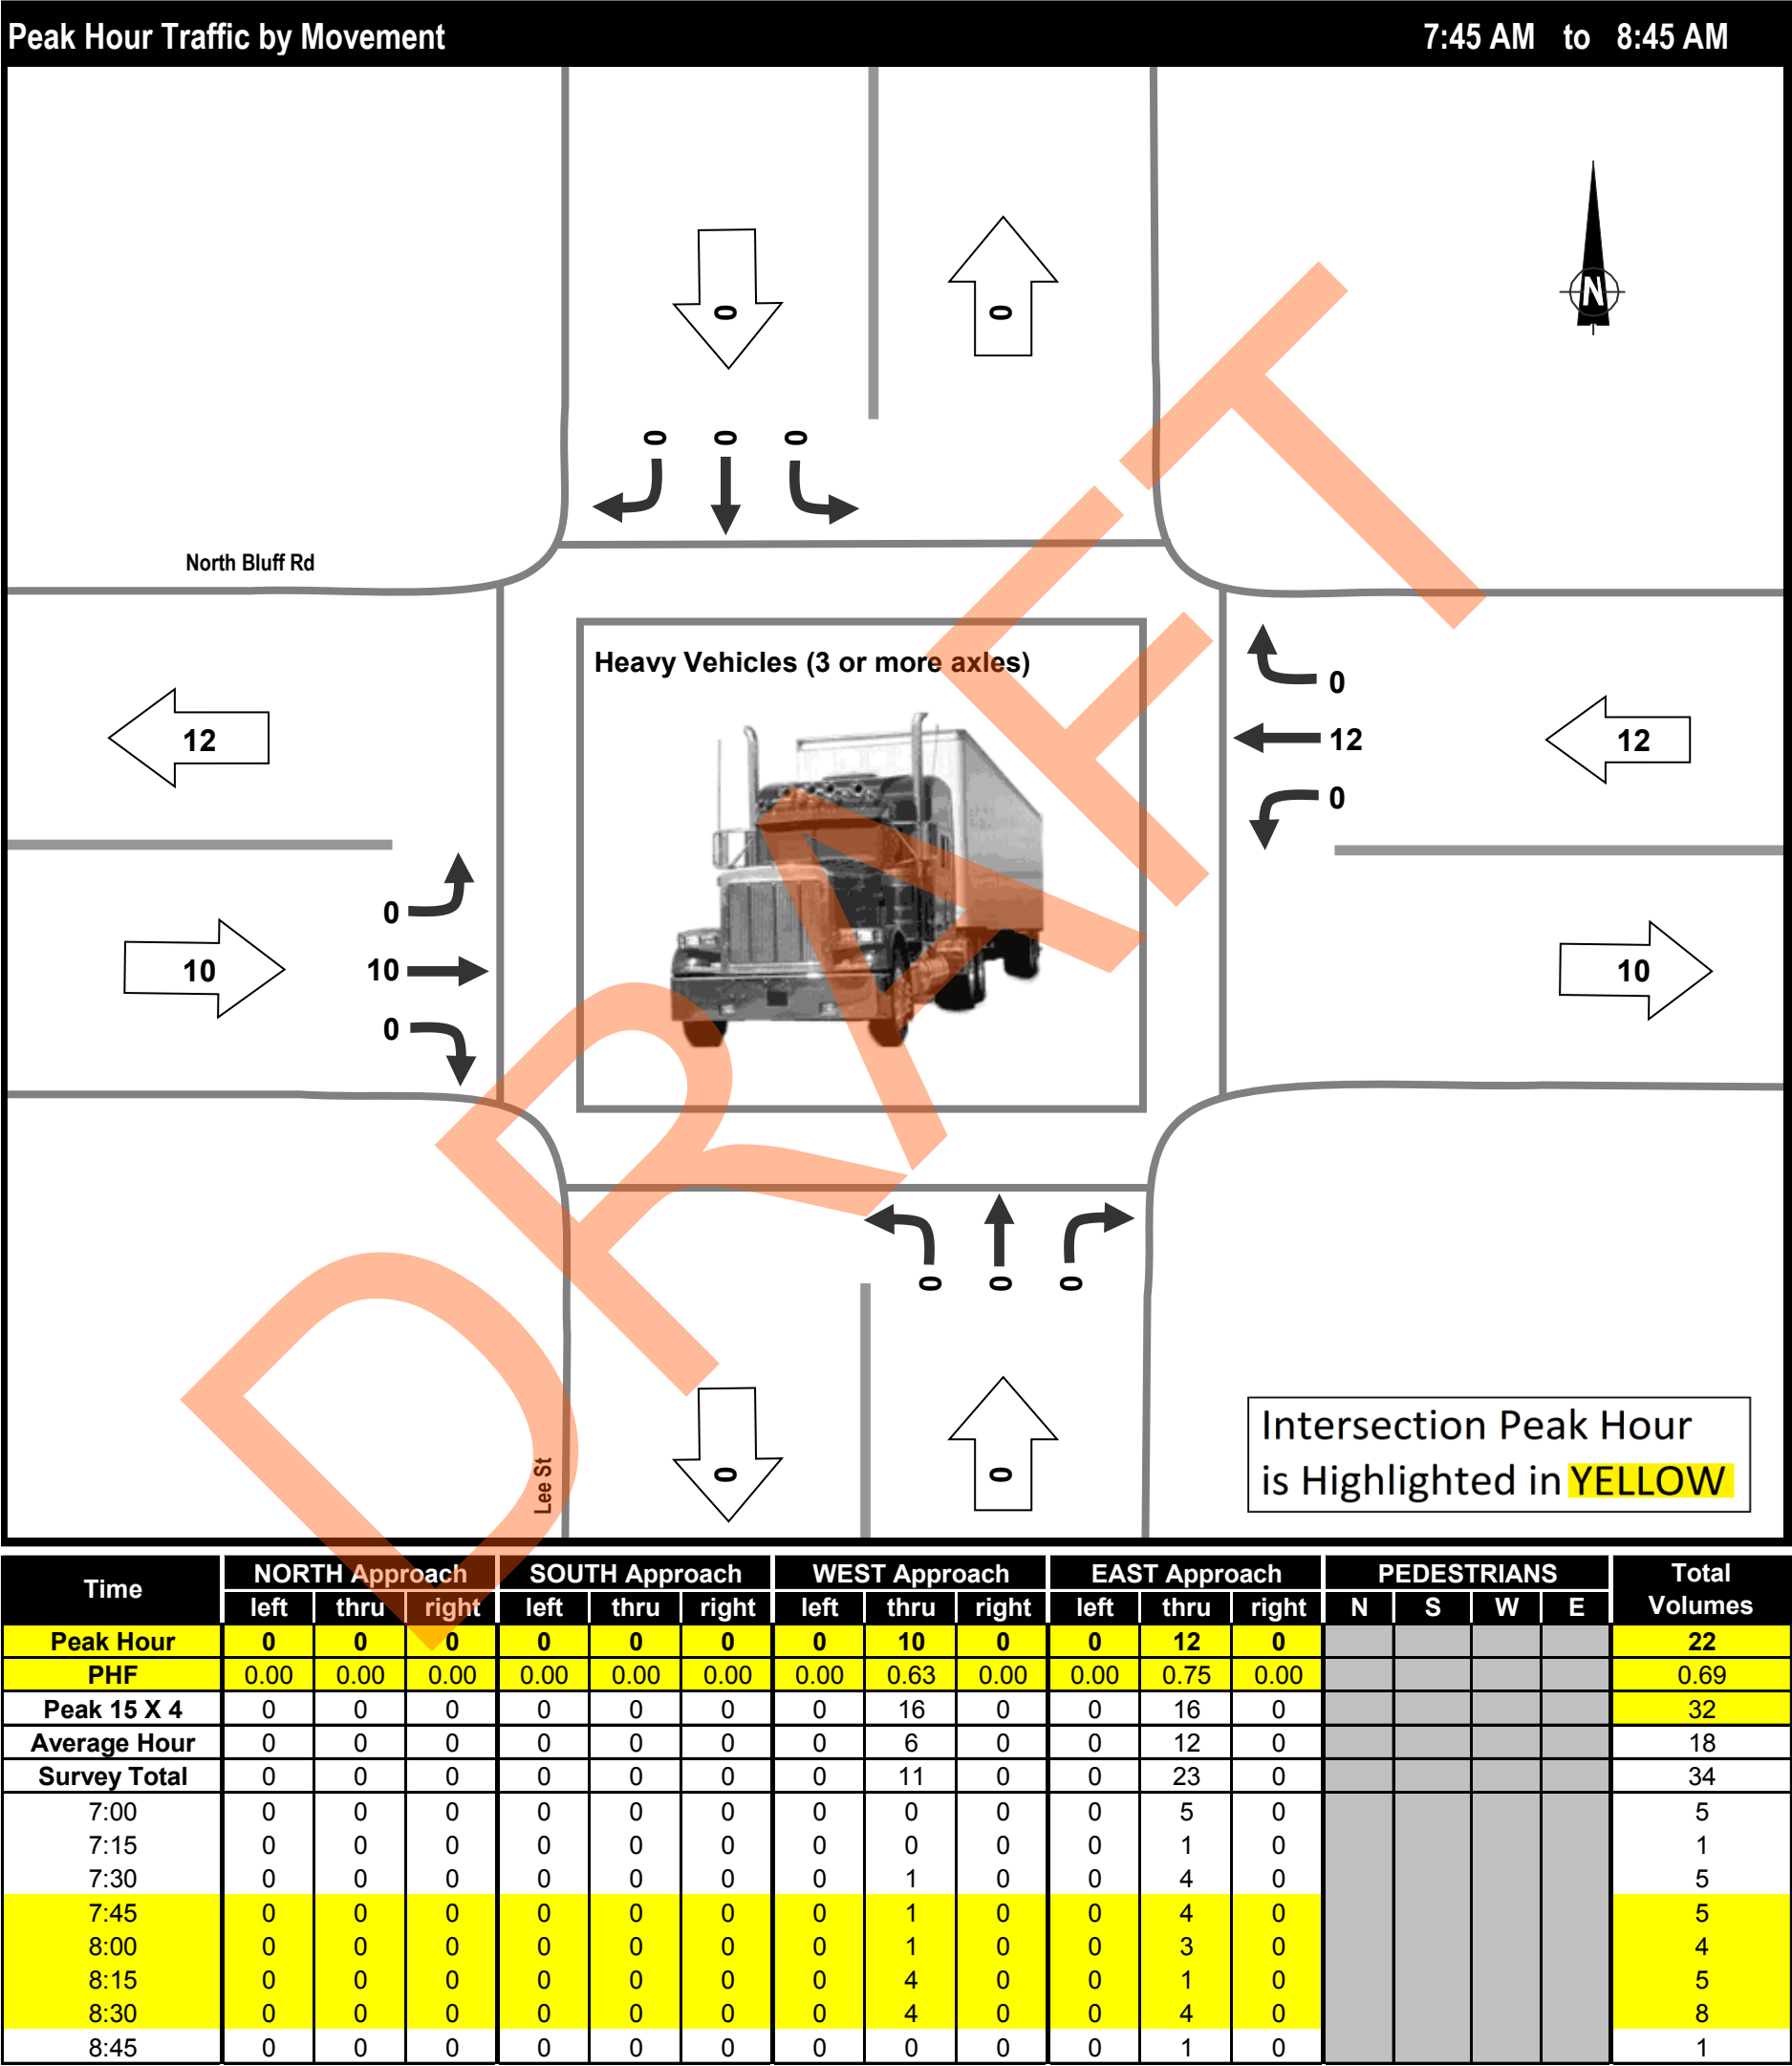 Peak Hour Traffic by Movement 7:45 AM to 8:45 AM
N
0 0
0 0 0
North Bluff Rd
Heavy Vehicles (3 or more axles)
0
12 12 12
0
0
10 10 10
0
0 0 0
Lee St
0 0
Intersection Peak Hour
is Highlighted in YELLOW
DRAFT
Time NORTH Approach SOUTH Approach WEST Approach EAST Approach PEDESTRIANS Total Volumes
left thru right left thru right left thru right left thru right N S W E
Peak Hour 0 0 0 0 0 0 0 10 0 0 12 0 22
PHF 0.00 0.00 0.00 0.00 0.00 0.00 0.00 0.63 0.00 0.00 0.75 0.00 0.69
Peak 15 X 4 0 0 0 0 0 0 0 16 0 0 16 0 32
Average Hour 0 0 0 0 0 0 0 6 0 0 12 0 18
Survey Total 0 0 0 0 0 0 0 11 0 0 23 0 34
7:00 0 0 0 0 0 0 0 0 0 0 5 0 5
7:15 0 0 0 0 0 0 0 0 0 0 1 0 1
7:30 0 0 0 0 0 0 0 1 0 0 4 0 5
7:45 0 0 0 0 0 0 0 1 0 0 4 0 5
8:00 0 0 0 0 0 0 0 1 0 0 3 0 4
8:15 0 0 0 0 0 0 0 4 0 0 1 0 5
8:30 0 0 0 0 0 0 0 4 0 0 4 0 8
8:45 0 0 0 0 0 0 0 0 0 0 1 0 1